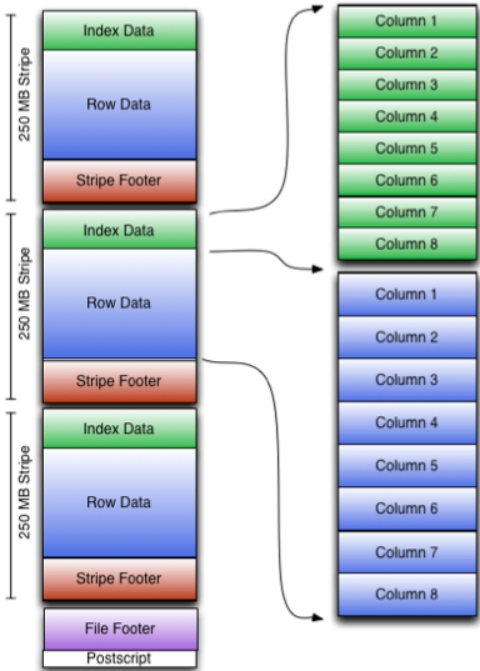 250 MB Stripe
Index Data
Row Data
Stripe Footer
250 MB Stripe
Index Data
Row Data
Stripe Footer
250 MB Stripe
Index Data
Row Data
Stripe Footer
File Footer
Postscript
Column 1
Column 2
Column 3
Column 4
Column 5
Column 6
Column 7
Column 8
Column 1
Column 2
Column 3
Column 4
Column 5
Column 6
Column 7
Column 8